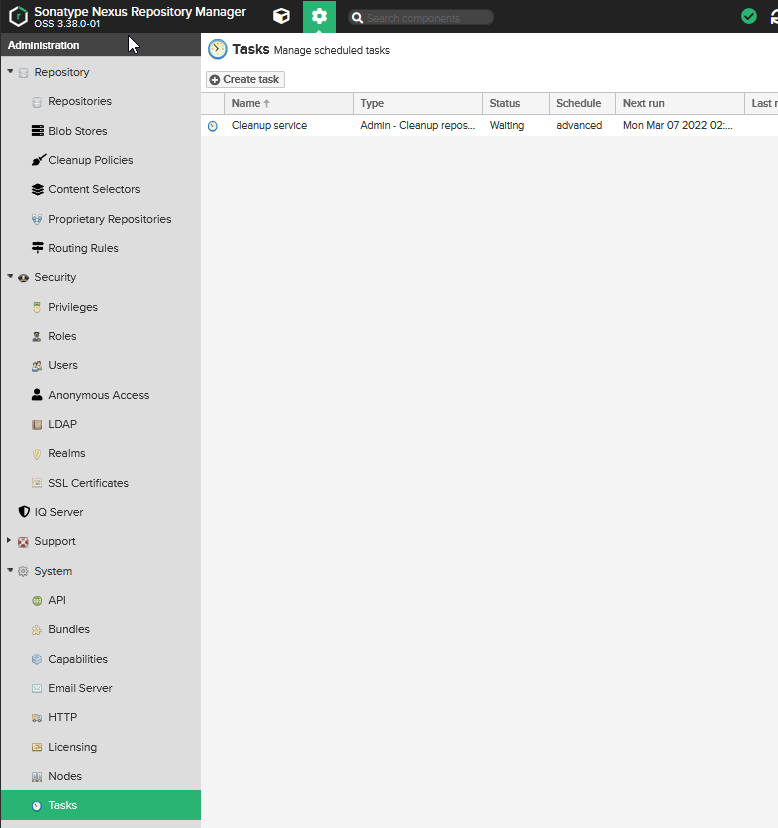 Sonatype Nexus Repository Manager
OSS 3.38.0-01
Search components
Administration
Repository
Repositories
Blob Stores
Cleanup Policies
Content Selectors
Proprietary Repositories
Routing Rules
Security
Privileges
Roles
Users
Anonymous Access
LDAP
Realms
SSL Certificates
IQ Server
Support
System
API
Bundles
Capabilities
Email Server
HTTP
Licensing
Nodes
Tasks
Tasks Manage scheduled tasks
Create task
Name Type Status Schedule Next run Last r
Cleanup service Admin - Cleanup repos... Waiting advanced Mon Mar 07 2022 02:...